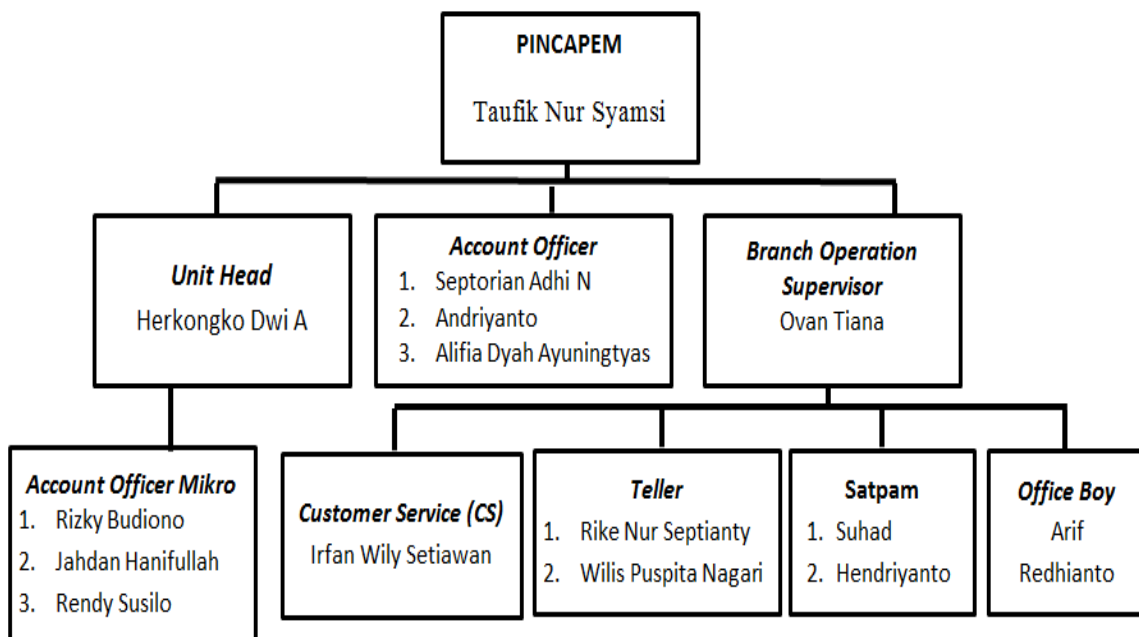 PINCAPEM
Taufik Nur Syamsi
Unit Head
Herkongko Dwi A
Account Officer
1. Septorian Adhi N
2. Andriyanto
3. Alifia Dyah Ayuningtyas
Branch Operation
Supervisor
Ovan Tiana
Account Officer Mikro
1. Rizky Budiono
2. Jahdan Hanifullah
3. Rendy Susilo
Customer Service (CS)
Irfan Wily Setiawan
Teller
1. Rike Nur Septianty
2. Wilis Puspita Nagari
Satpam
1. Suhad
2. Hendriyanto
Office Boy
Arif
Redhianto